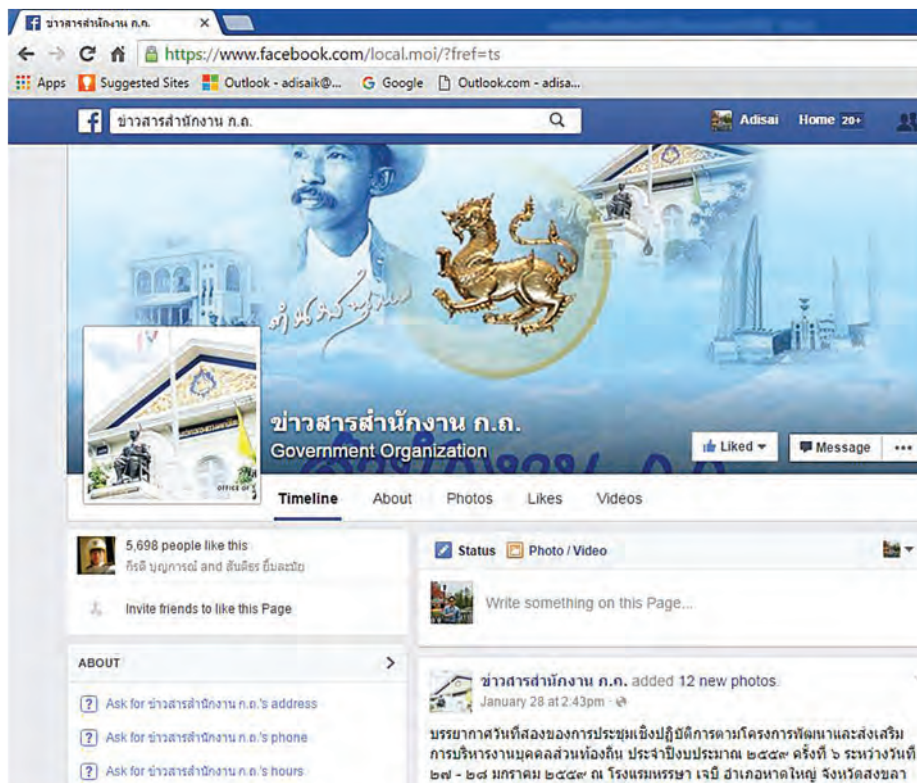 ข่าวสารสำนักงาน ก.ถ.
https://www.facebook.com/local.moi/?fref=ts
Apps Suggested Sites Outlook - adisaik@... Google Outlook.com - adisa...
ข่าวสารสำนักงาน ก.ถ. Adisai Home 20+
ข่าวสารสำนักงาน ก.ถ.
Government Organization
Liked Message
OFFICE OF
Timeline About Photos Likes Videos
5,698 people like this
กิรติ บุญการณ์ and
Invite friends to like this Page
Status Photo / Video
Write something on this Page...
ABOUT
Ask for ข่าวสารสำนักงาน ก.ถ.'s address
Ask for ข่าวสารสำนักงาน ก.ถ.'s phone
Ask for ข่าวสารสำนักงาน ก.ถ.'s hours
ข่าวสารสำนักงาน ก.ถ. added 12 new photos.
January 28 at 2:43pm
บรรยากาศวันที่สองของการประชุมเชิงปฏิบัติการตามโครงการพัฒนาและส่งเสริม
การบริหารงานบุคคลส่วนท้องถิ่น ประจำปีงบประมาณ ๒๕๕๙ ครั้งที่ ๖ ระหว่างวันที่
๒๗ - ๒๘ มกราคม ๒๕๕๙ ณ โรงแรมหรรษา เจบี อำเภอหาดใหญ่ จังหวัดสงขลา